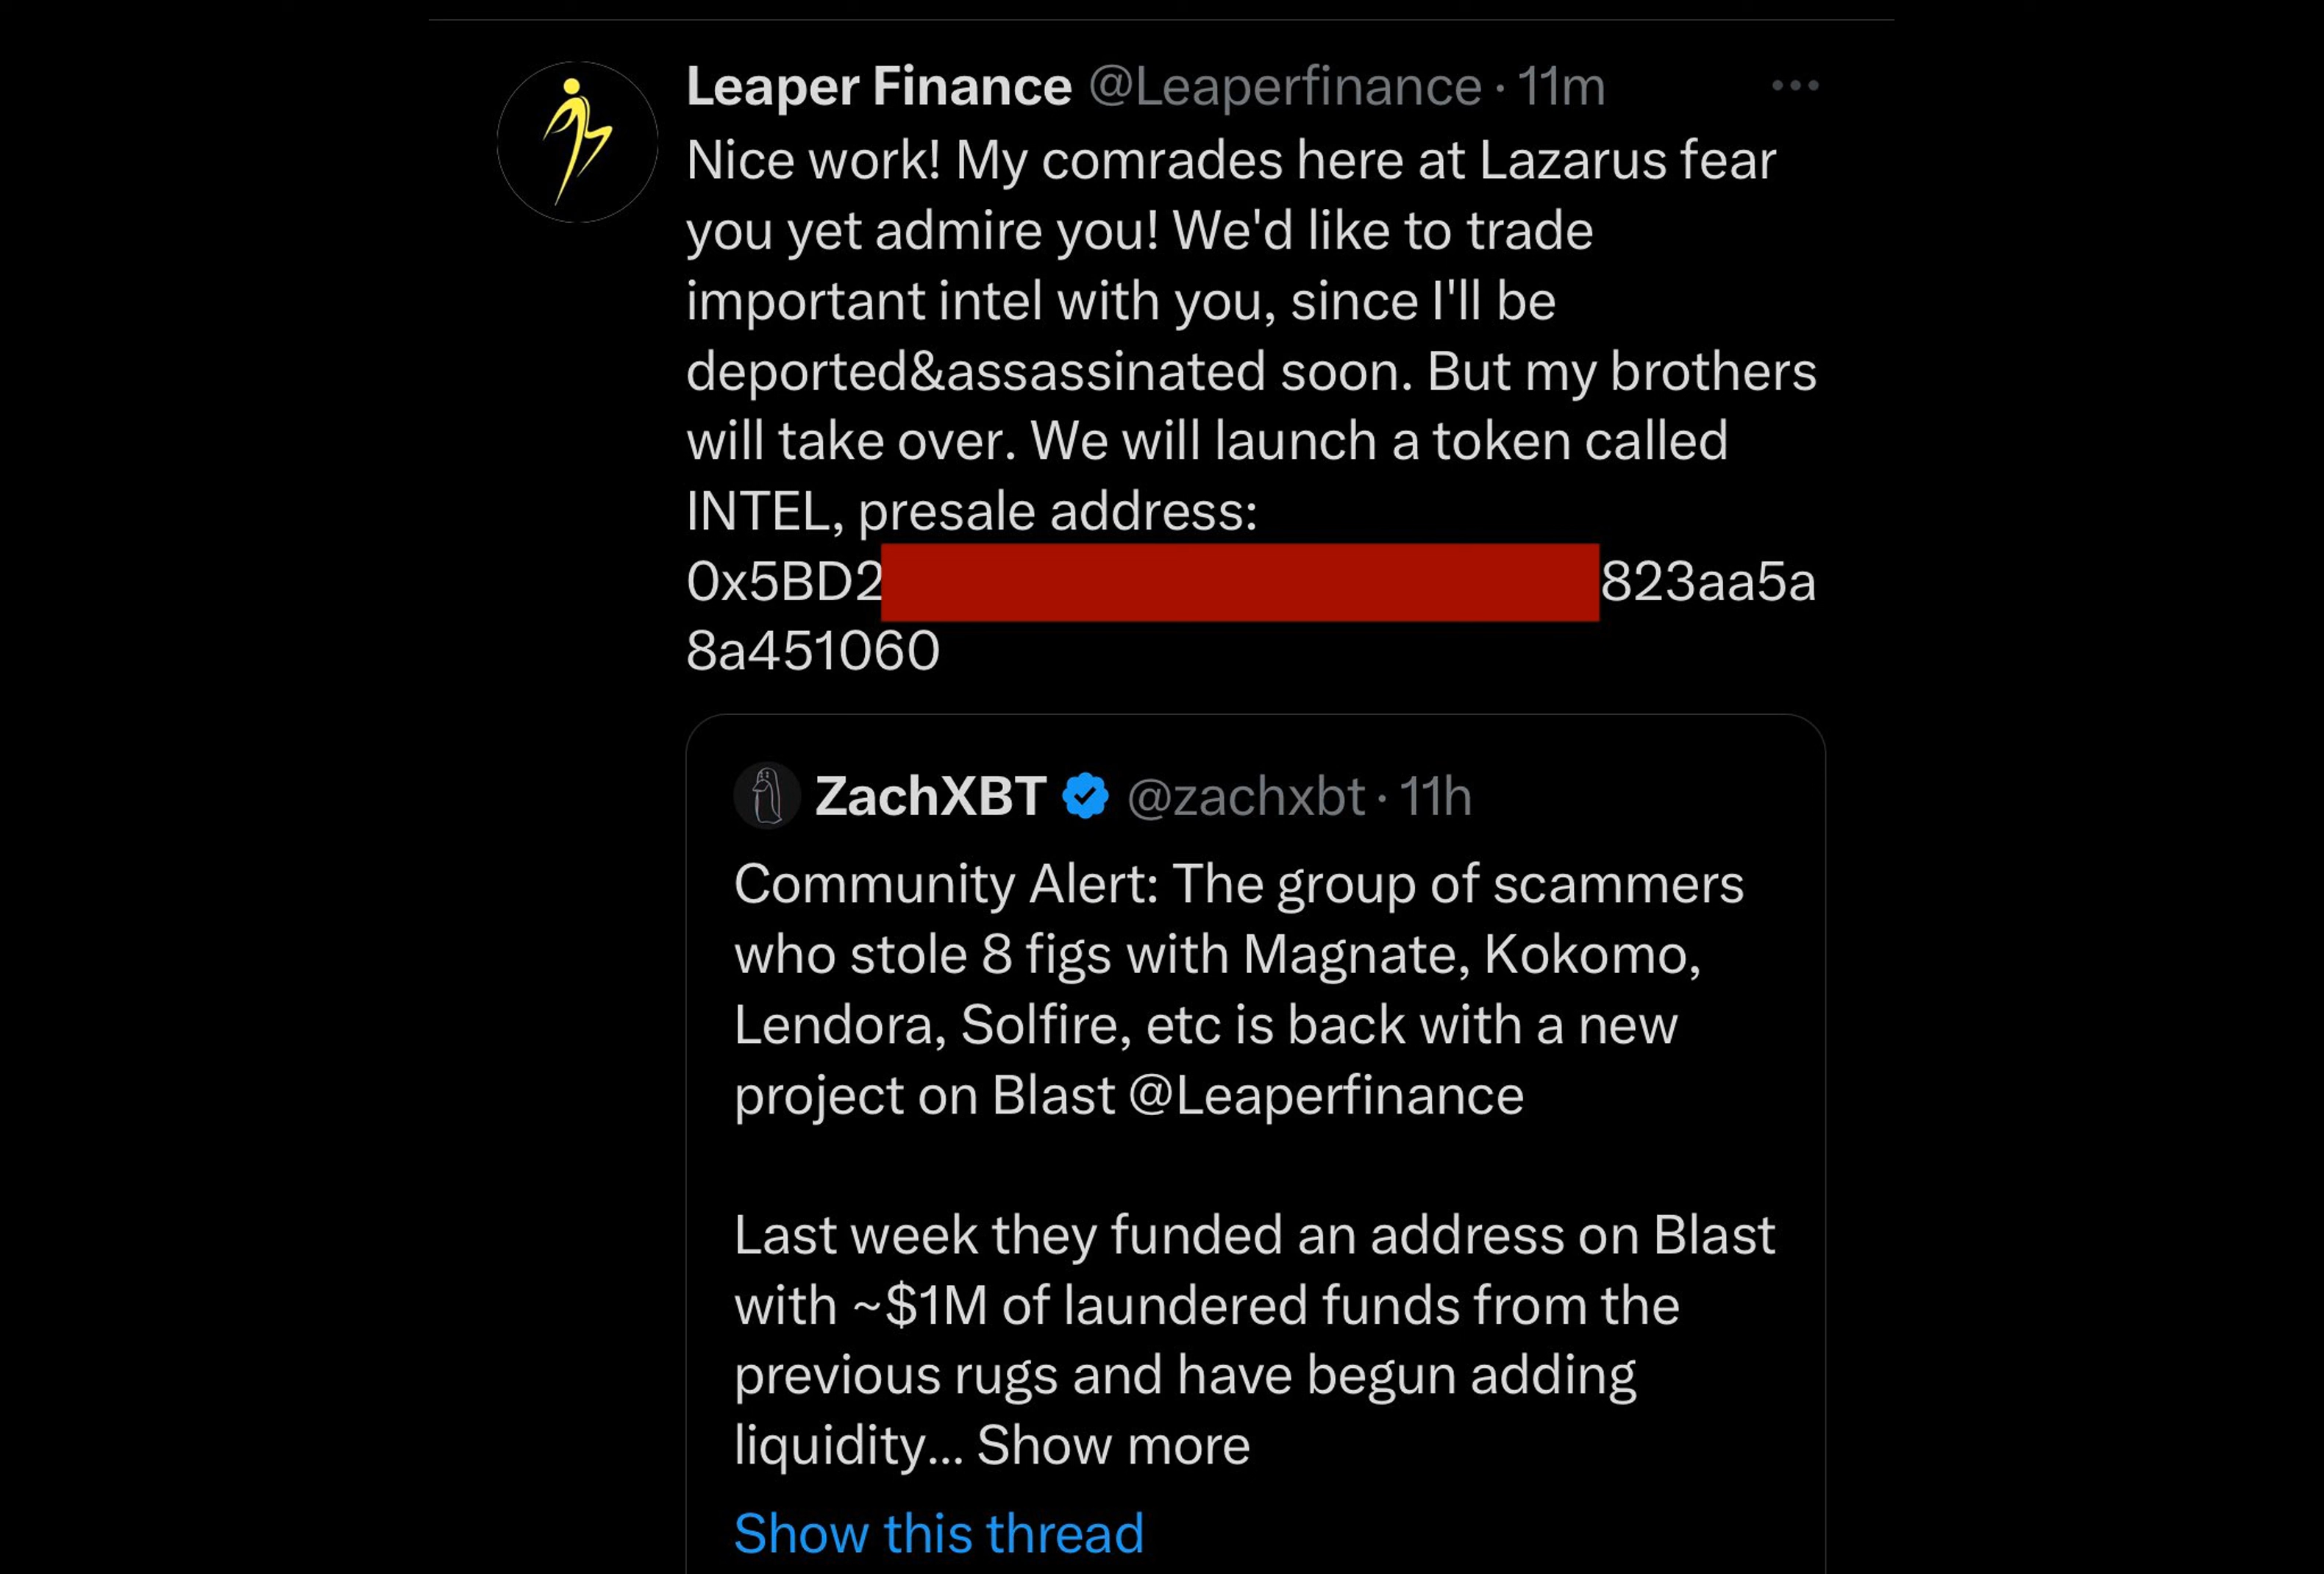 Leaper Finance @Leaperfinance · 11m
Nice work! My comrades here at Lazarus fear
you yet admire you! We'd like to trade
important intel with you, since I'll be
deported&assassinated soon. But my brothers
will take over. We will launch a token called
INTEL, presale address:
0x5BD2 823aa5a
8a451060
ZachXBT @zachxbt · 11h
Community Alert: The group of scammers
who stole 8 figs with Magnate, Kokomo,
Lendora, Solfire, etc is back with a new
project on Blast @Leaperfinance
Last week they funded an address on Blast
with ~$1M of laundered funds from the
previous rugs and have begun adding
liquidity... Show more
Show this thread